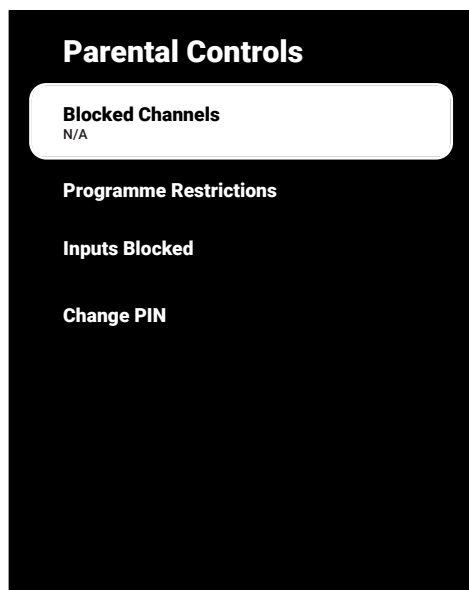 Parental Controls
Blocked Channels
N/A
Programme Restrictions
Inputs Blocked
Change PIN